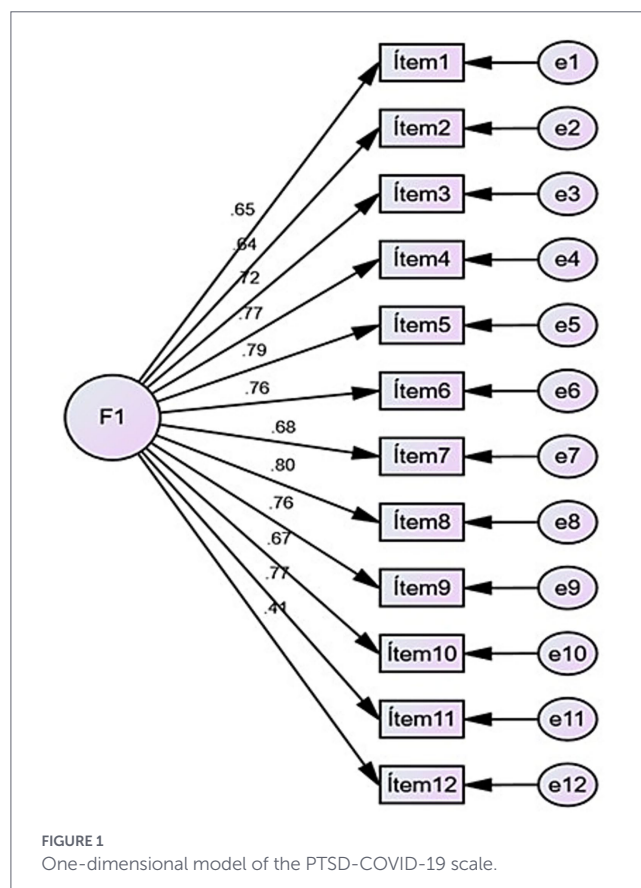 Ítem1 e1
Ítem2 e2
.65
Ítem3 e3
.64
.72
Ítem4 e4
.77
Ítem5 e5
.79
.76
Ítem6 e6
F1
.68
Ítem7 e7
.80
.76
Ítem8 e8
.67
.77
Ítem9 e9
.41
Ítem10 e10
Ítem11 e11
Ítem12 e12
FIGURE 1
One-dimensional model of the PTSD-COVID-19 scale.